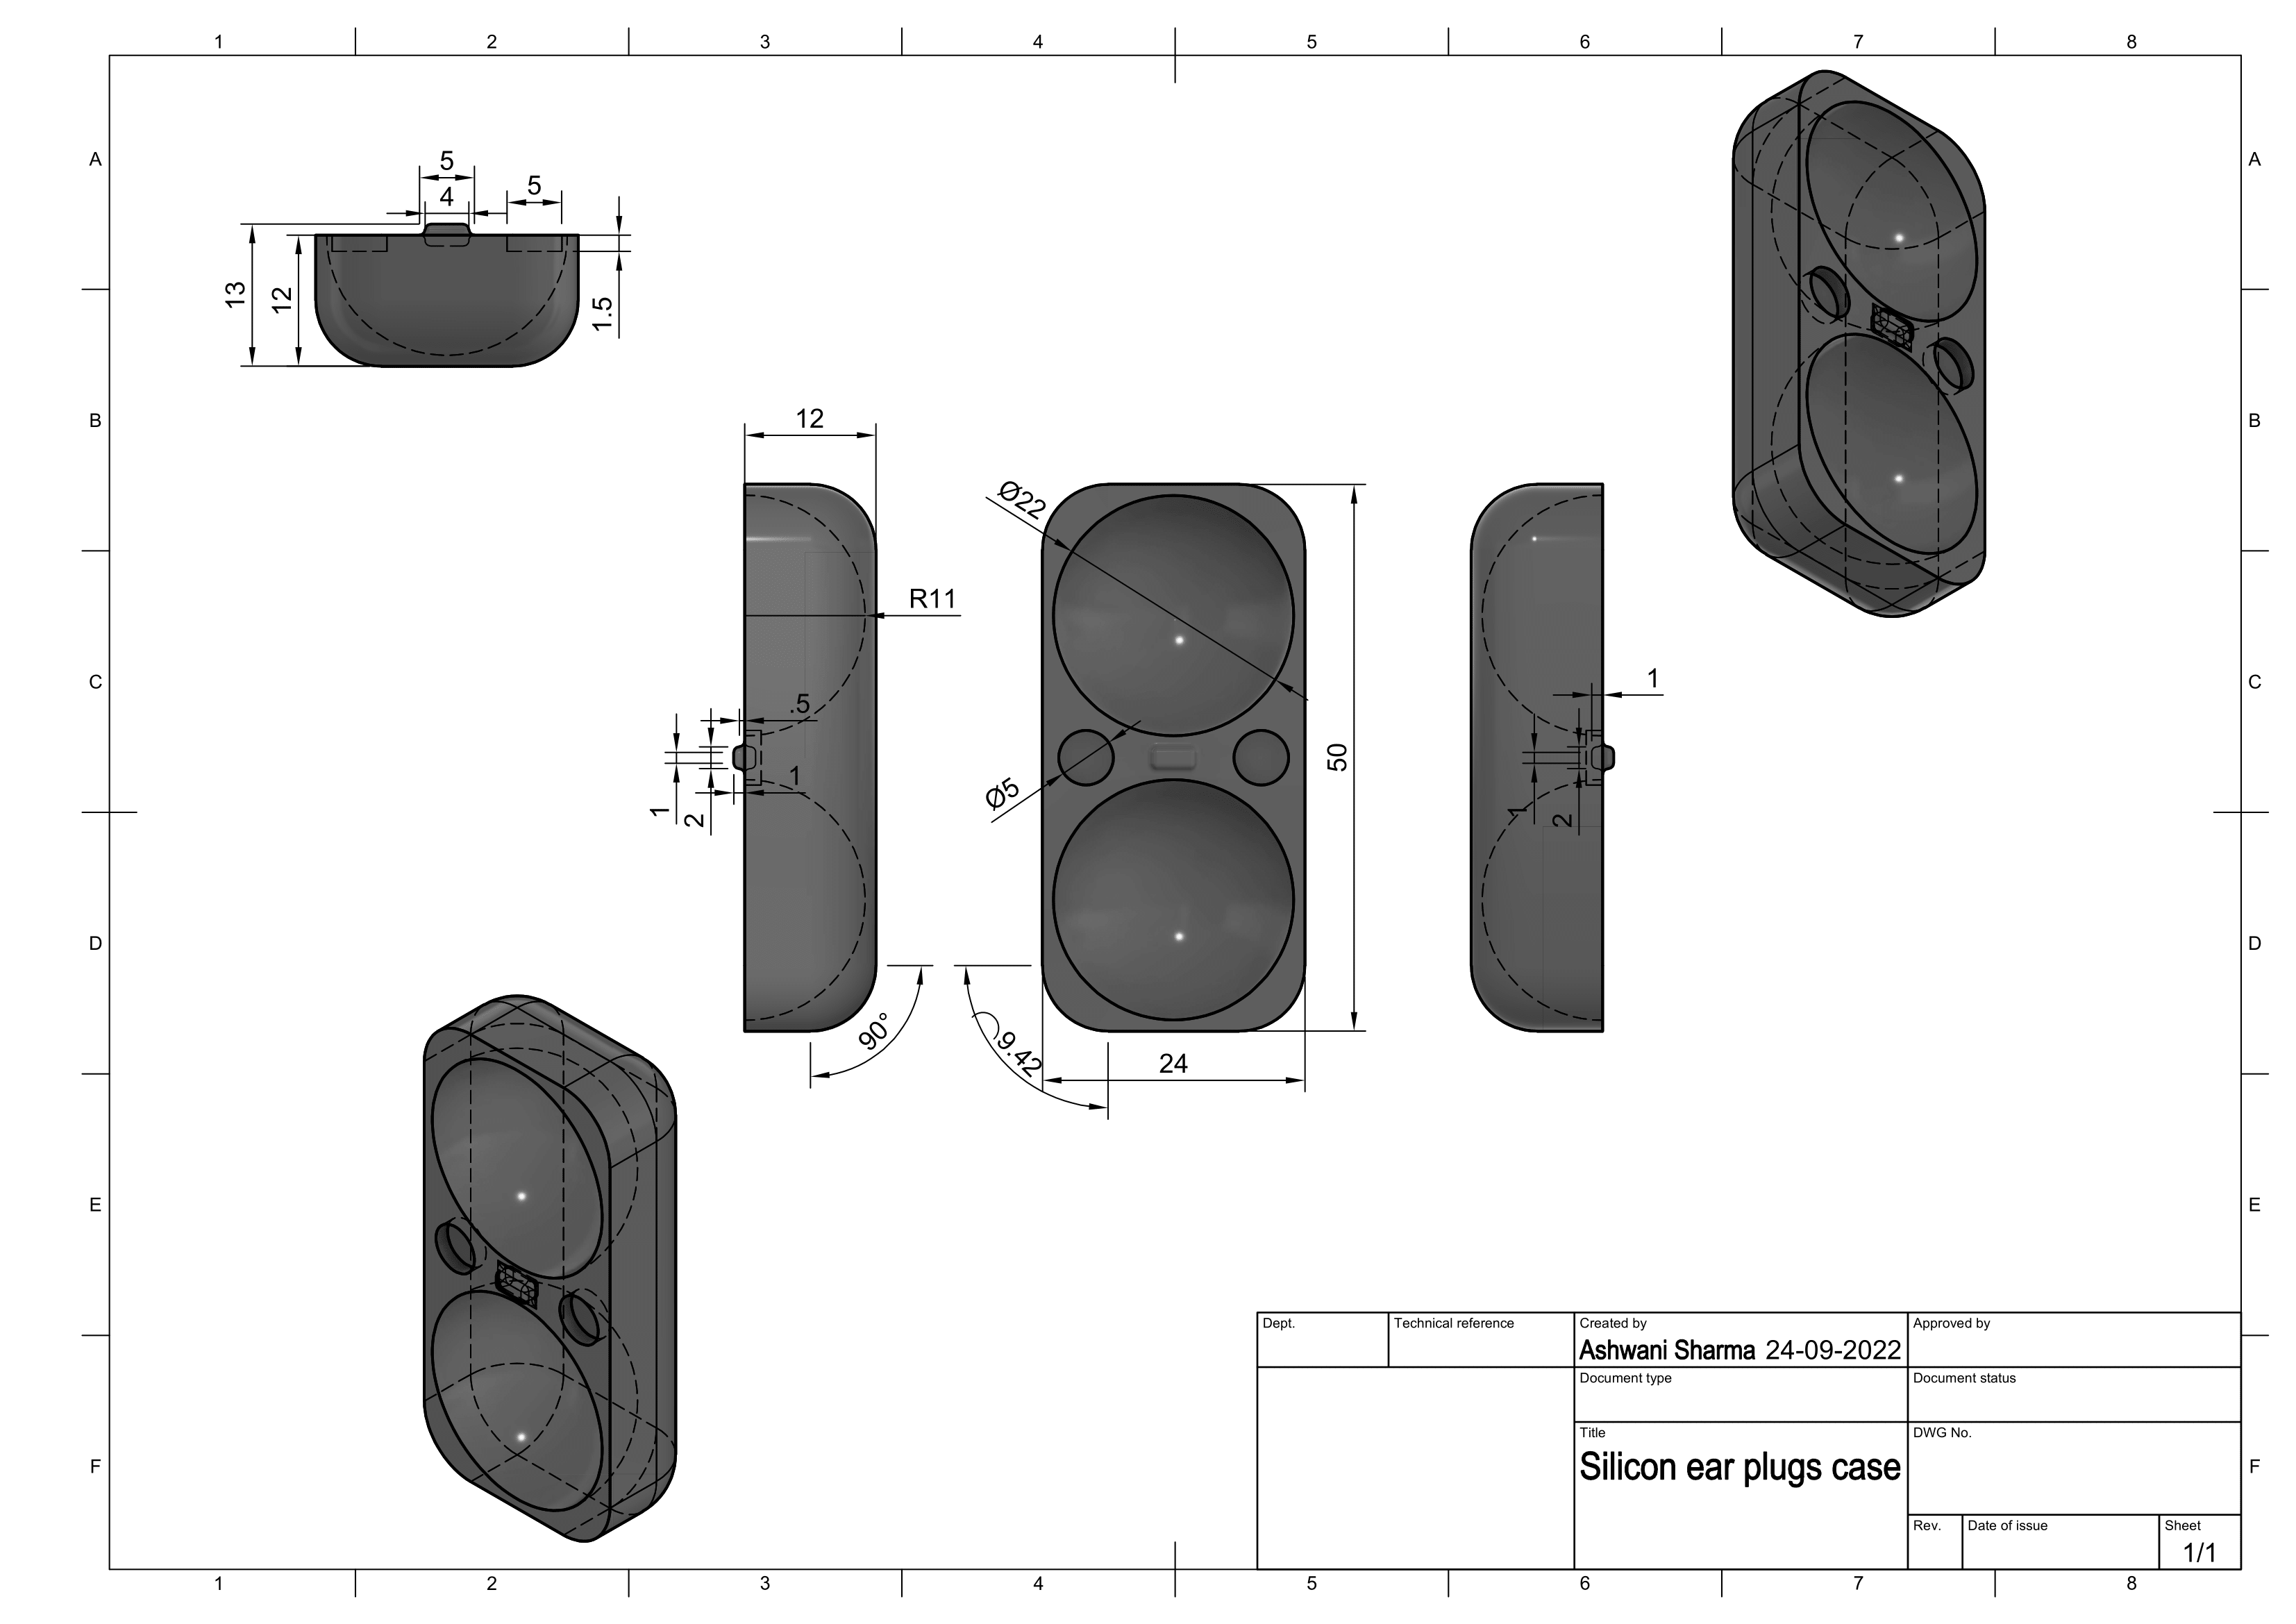 1 2 3 4 5 6 7 8
A A
5
4
5
13
12
1.5
B B
12
Ø22
R11
C C
1
.5
50
1
Ø5
1
2
1
2
D D
90°
9.42
24
E E
Dept. Technical reference Created by Approved by
Ashwani Sharma 24-09-2022
Document type Document status
Title DWG No.
Silicon ear plugs case
F F
Rev. Date of issue Sheet
1/1
1 2 3 4 5 6 7 8